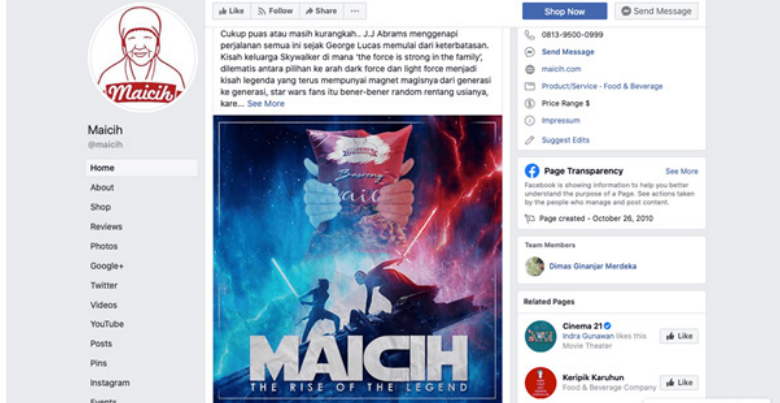 Like
Follow
Share
Shop Now
Send Message
Maicih
Maicih
@maicih
Home
About
Shop
Reviews
Photos
Google+
Twitter
Videos
YouTube
Posts
Pins
Instagram
Events
Cukup puas atau masih kurangkah.. J.J Abrams menggenapi
perjalanan semua ini sejak George Lucas memulai dari keterbatasan.
Kisah keluarga Skywalker di mana 'the force is strong in the family',
dilematis antara pilihan ke arah dark force dan light force menjadi
kisah legenda yang terus mempunyai magnet magisnya dari generasi
ke generasi, star wars fans itu bener-bener random rentang usianya,
kare... See More
MAICIH
THE RISE OF THE LEGEND
0813-9500-0999
Send Message
maicih.com
Product/Service - Food & Beverage
Price Range $
Impressum
Suggest Edits
Page Transparency See More
Facebook is showing information to help you better
understand the purpose of a Page. See actions taken
by the people who manage and post content.
Page created - October 26, 2010
Team Members
Dimas Ginanjar Merdeka
Related Pages
Cinema 21
Indra Gunawan likes this
Movie Theater
Like
Keripik Karuhun
Food & Beverage Company
Like